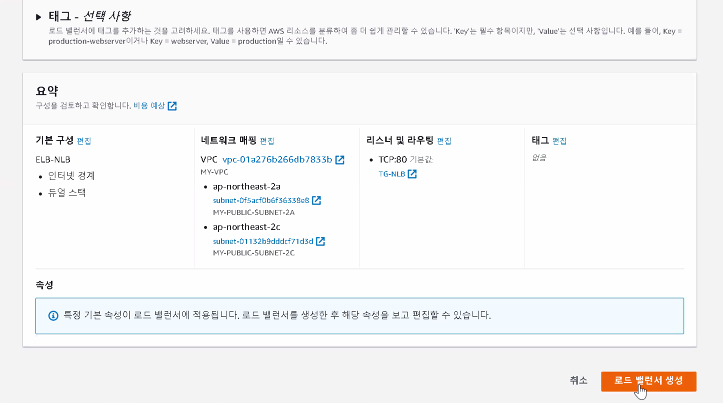 태그 - 선택 사항
로드 밸런서에 태그를 추가하는 것을 고려하세요. 태그를 사용하면 AWS 리소스를 분류하여 좀 더 쉽게 관리할 수 있습니다. 'Key'는 필수 항목이지만, 'Value'는 선택 사항입니다. 예를 들어, Key =
production-webserver이거나 Key = webserver, Value = production일 수 있습니다.
요약
구성을 검토하고 확인합니다. 비용 예상
기본 구성 편집
ELB-NLB
인터넷 경계
듀얼 스택
네트워크 매핑 편집
VPC vpc-01a276b266db7833b
MY-VPC
ap-northeast-2a
subnet-0f5acf0b6f36338e8
MY-PUBLIC-SUBNET-2A
ap-northeast-2c
subnet-01132b9dddcf71d3d
MY-PUBLIC-SUBNET-2C
리스너 및 라우팅 편집
TCP:80 기본값
TG-NLB
태그 편집
없음
속성
특정 기본 속성이 로드 밸런서에 적용됩니다. 로드 밸런서를 생성한 후 해당 속성을 보고 편집할 수 있습니다.
취소
로드 밸런서 생성